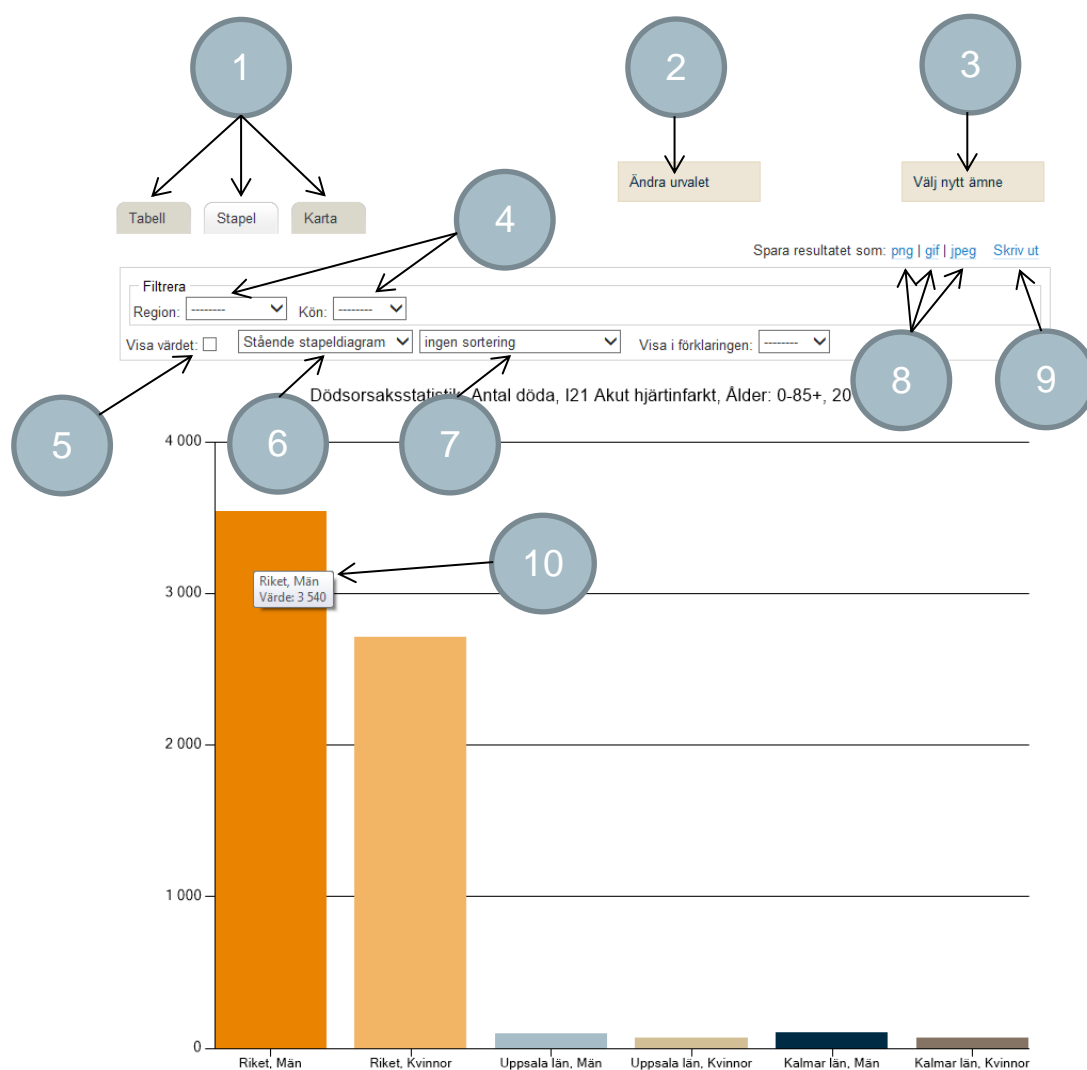 1
2
3
Ändra urvalet
Välj nytt ämne
Tabell
Stapel
Karta
4
Spara resultatet som: png | gif | jpeg Skriv ut
Filtrera
Region: -------- Kön: --------
Visa värdet: Stående stapeldiagram ingen sortering Visa i förklaringen: --------
8
9
Antal döda, I21 Akut hjärtinfarkt, Ålder: 0-85+,
5
6
7
4 000
10
Riket, Män
Värde: 3 540
3 000
2 000
1 000
0
Riket, Män
Riket, Kvinnor
Uppsala län, Män
Uppsala län, Kvinnor
Kalmar län, Män
Kalmar län, Kvinnor